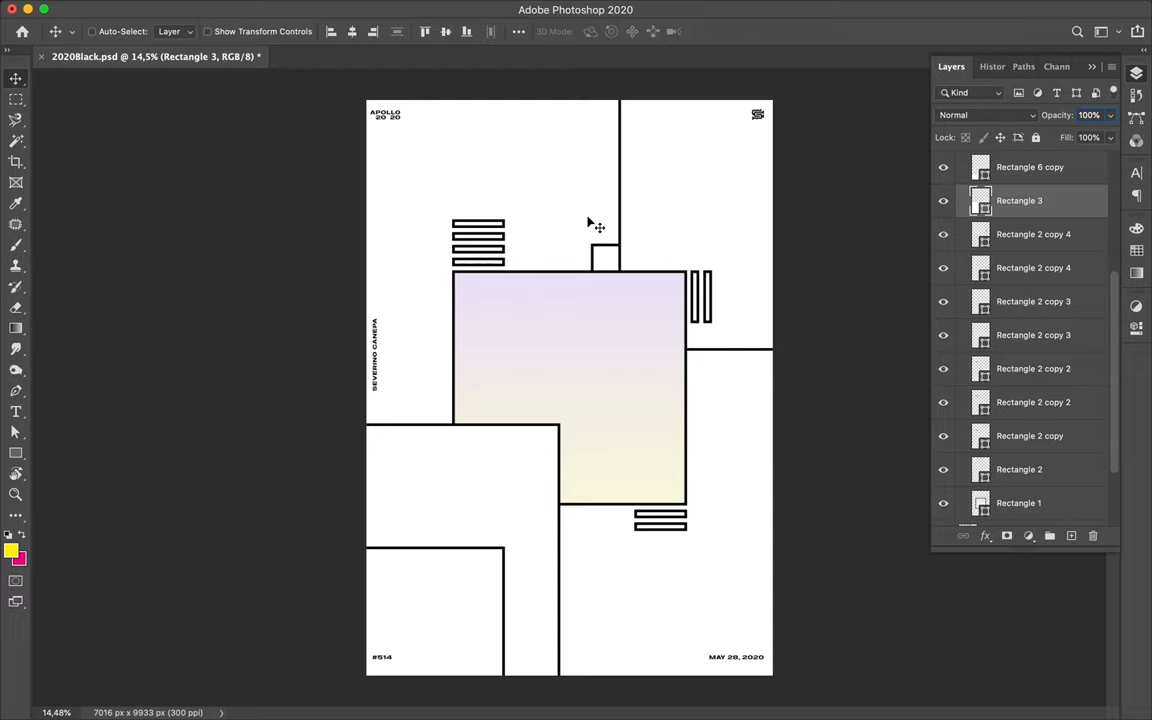 Adobe Photoshop 2020
Auto-Select:
Layer
Show Transform Controls
3D Mode:
2020Black.psd @ 14,5% (Rectangle 3, RGB/8) *
Layers
Histor
Paths
Chann
Kind
Normal
Opacity:
100%
Lock:
Fill:
100%
Rectangle 6 copy
Rectangle 3
Rectangle 2 copy 4
Rectangle 2 copy 4
Rectangle 2 copy 3
Rectangle 2 copy 3
Rectangle 2 copy 2
Rectangle 2 copy 2
Rectangle 2 copy
Rectangle 2
Rectangle 1
APOLLO
20 20
SEVERINO CANEPA
#514
MAY 28, 2020
14,48%
7016 px x 9933 px (300 ppi)